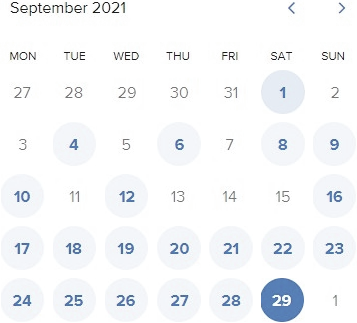 September 2021
MON TUE WED THU FRI SAT SUN
27 28 29 30 31 1 2
3 4 5 6 7 8 9
10 11 12 13 14 15 16
17 18 19 20 21 22 23
24 25 26 27 28 29 1